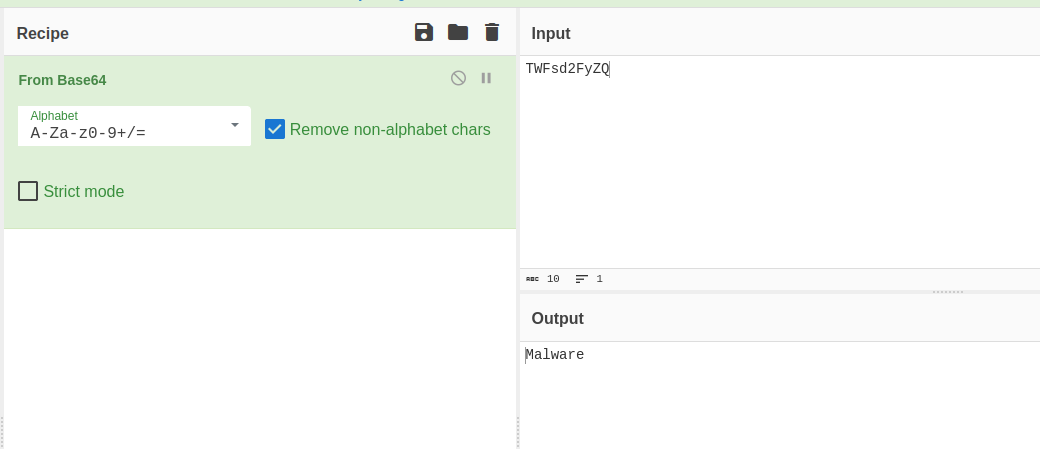 Recipe
From Base64
Alphabet
A-Za-z0-9+/=
Remove non-alphabet chars
Strict mode
Input
TWFsd2FyZQ
ABC 10 1
Output
Malware